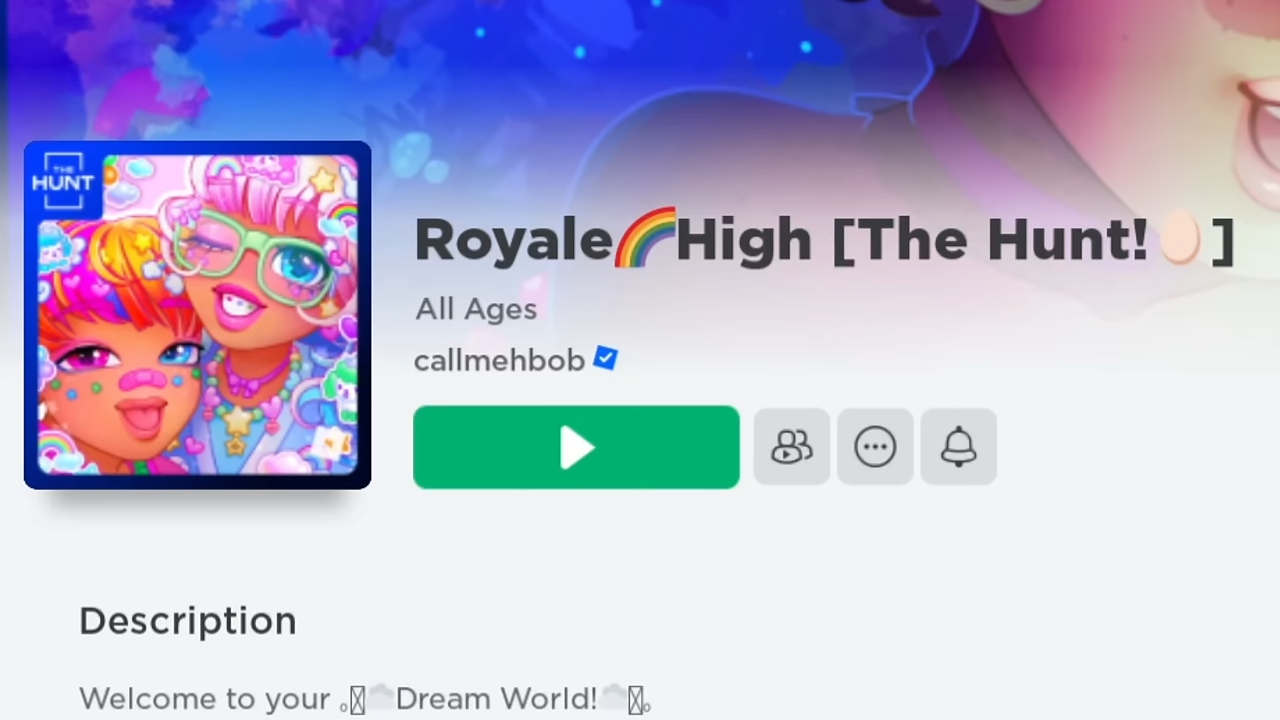 THE
HUNT
Royale🌈High [The Hunt!🥚]
All Ages
callmehbob
Description
Welcome to your 。☁️Dream World!☁️。